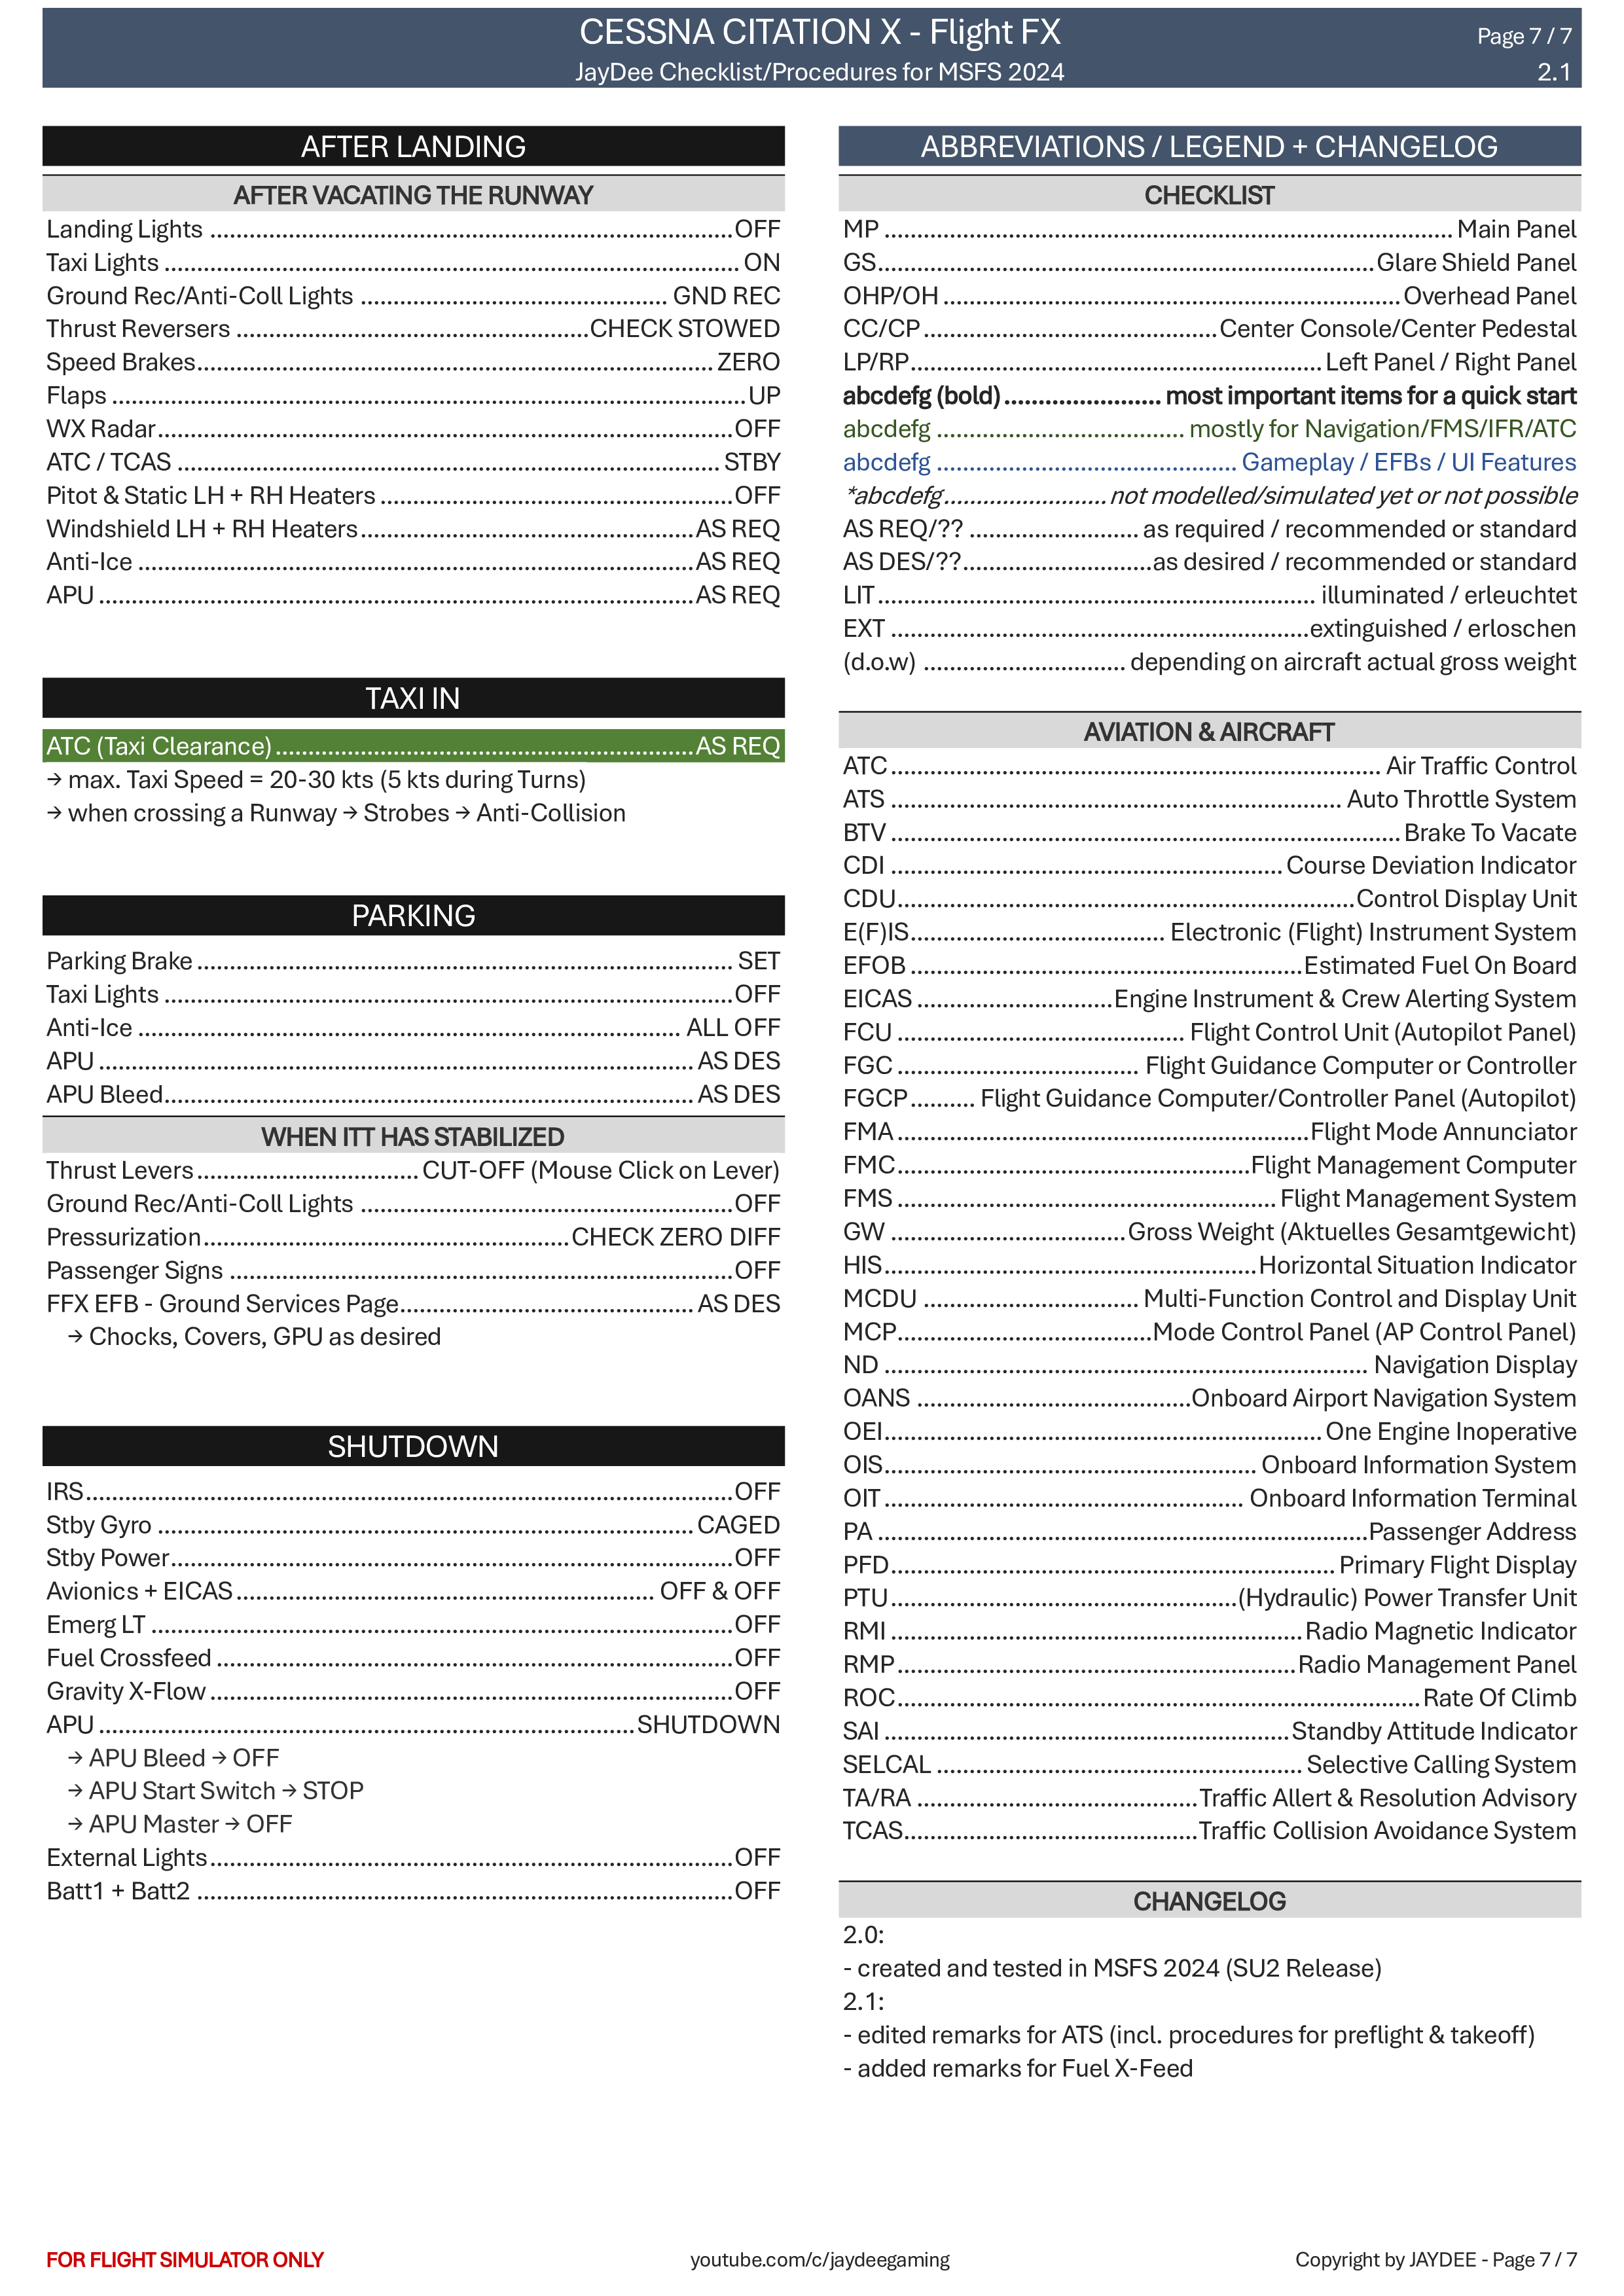 CESSNA CITATION X - Flight FX
Page 7 / 7
JayDee Checklist/Procedures for MSFS 2024
2.1
AFTER LANDING
AFTER VACATING THE RUNWAY
Landing Lights ........ OFF
Taxi Lights ........ ON
Ground Rec/Anti-Coll Lights ........ GND REC
Thrust Reversers ........ CHECK STOWED
Speed Brakes ........ ZERO
Flaps ........ UP
WX Radar ........ OFF
ATC / TCAS ........ STBY
Pitot & Static LH + RH Heaters ........ OFF
Windshield LH + RH Heaters ........ AS REQ
Anti-Ice ........ AS REQ
APU ........ AS REQ
TAXI IN
ATC (Taxi Clearance) ........ AS REQ
→ max. Taxi Speed = 20-30 kts (5 kts during Turns)
→ when crossing a Runway → Strobes → Anti-Collision
PARKING
Parking Brake ........ SET
Taxi Lights ........ OFF
Anti-Ice ........ ALL OFF
APU ........ AS DES
APU Bleed ........ AS DES
WHEN ITT HAS STABILIZED
Thrust Levers ........ CUT-OFF (Mouse Click on Lever)
Ground Rec/Anti-Coll Lights ........ OFF
Pressurization ........ CHECK ZERO DIFF
Passenger Signs ........ OFF
FFX EFB - Ground Services Page ........ AS DES
→ Chocks, Covers, GPU as desired
SHUTDOWN
IRS ........ OFF
Stby Gyro ........ CAGED
Stby Power ........ OFF
Avionics + EICAS ........ OFF & OFF
Emerg LT ........ OFF
Fuel Crossfeed ........ OFF
Gravity X-Flow ........ OFF
APU ........ SHUTDOWN
→ APU Bleed → OFF
→ APU Start Switch → STOP
→ APU Master → OFF
External Lights ........ OFF
Batt1 + Batt2 ........ OFF
ABBREVIATIONS / LEGEND + CHANGELOG
CHECKLIST
MP ........ Main Panel
GS ........ Glare Shield Panel
OHP/OH ........ Overhead Panel
CC/CP ........ Center Console/Center Pedestal
LP/RP ........ Left Panel / Right Panel
abcdefg (bold) ........ most important items for a quick start
abcdefg ........ mostly for Navigation/FMS/IFR/ATC
abcdefg ........ Gameplay / EFBs / UI Features
*abcdefg ........ not modelled/simulated yet or not possible
AS REQ/?? ........ as required / recommended or standard
AS DES/?? ........ as desired / recommended or standard
LIT ........ illuminated / erleuchtet
EXT ........ extinguished / erloschen
(d.o.w) ........ depending on aircraft actual gross weight
AVIATION & AIRCRAFT
ATC ........ Air Traffic Control
ATS ........ Auto Throttle System
BTV ........ Brake To Vacate
CDI ........ Course Deviation Indicator
CDU ........ Control Display Unit
E(F)IS ........ Electronic (Flight) Instrument System
EFOB ........ Estimated Fuel On Board
EICAS ........ Engine Instrument & Crew Alerting System
FCU ........ Flight Control Unit (Autopilot Panel)
FGC ........ Flight Guidance Computer or Controller
FGCP ........ Flight Guidance Computer/Controller Panel (Autopilot)
FMA ........ Flight Mode Annunciator
FMC ........ Flight Management Computer
FMS ........ Flight Management System
GW ........ Gross Weight (Aktuelles Gesamtgewicht)
HIS ........ Horizontal Situation Indicator
MCDU ........ Multi-Function Control and Display Unit
MCP ........ Mode Control Panel (AP Control Panel)
ND ........ Navigation Display
OANS ........ Onboard Airport Navigation System
OEI ........ One Engine Inoperative
OIS ........ Onboard Information System
OIT ........ Onboard Information Terminal
PA ........ Passenger Address
PFD ........ Primary Flight Display
PTU ........ (Hydraulic) Power Transfer Unit
RMI ........ Radio Magnetic Indicator
RMP ........ Radio Management Panel
ROC ........ Rate Of Climb
SAI ........ Standby Attitude Indicator
SELCAL ........ Selective Calling System
TA/RA ........ Traffic Allert & Resolution Advisory
TCAS ........ Traffic Collision Avoidance System
CHANGELOG
2.0:
- created and tested in MSFS 2024 (SU2 Release)
2.1:
- edited remarks for ATS (incl. procedures for preflight & takeoff)
- added remarks for Fuel X-Feed
FOR FLIGHT SIMULATOR ONLY
youtube.com/c/jaydeegaming
Copyright by JAYDEE - Page 7 / 7